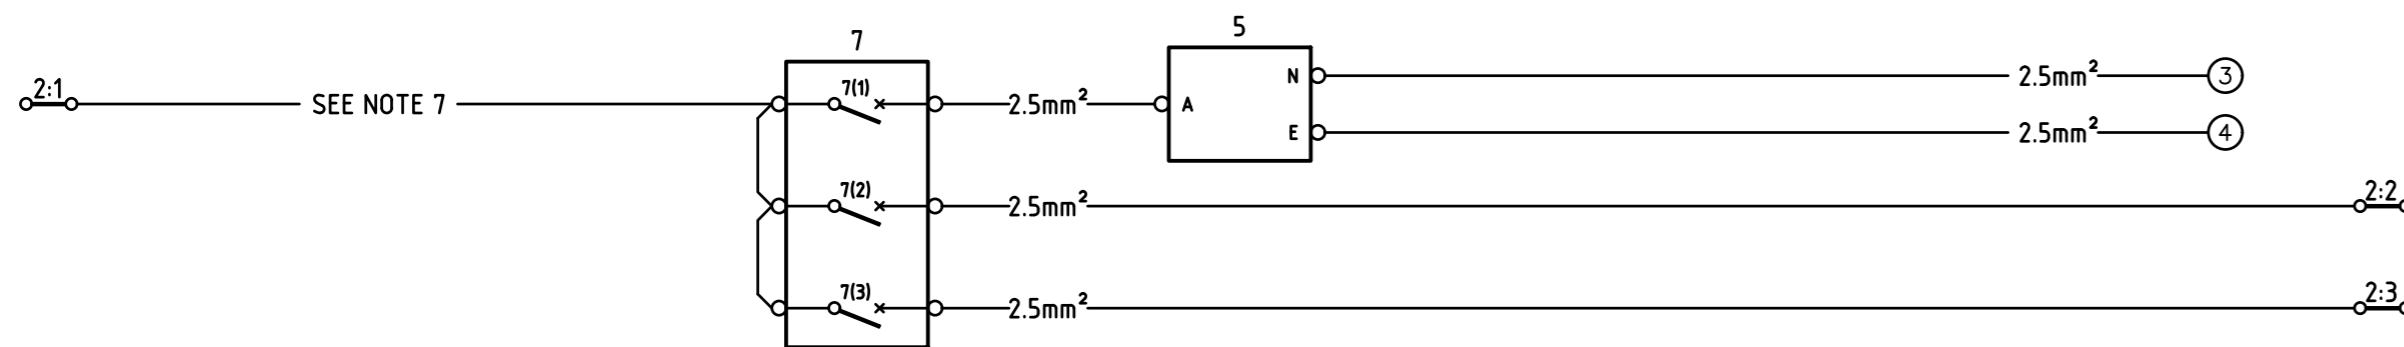 5
7
N 2.5mm² 3
2:1 SEE NOTE 7 7(1) 2.5mm² A
E 2.5mm² 4
7(2) 2.5mm² 2:2
7(3) 2.5mm² 2:3